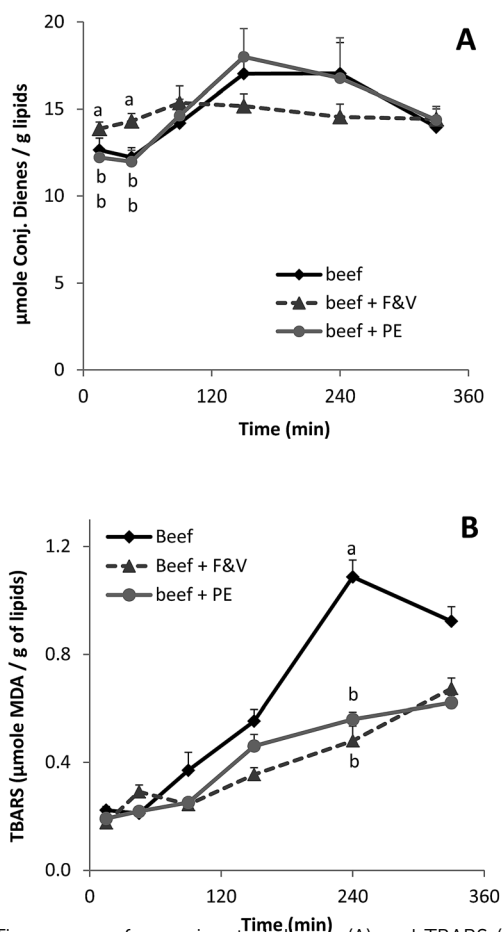 20
A
15
a
a
b
b
b
b
10
5
0
µmole Conj. Dienes / g lipids
beef
beef + F&V
beef + PE
0
120
240
360
Time (min)
B
Beef
Beef + F&V
beef + PE
1.2
a
0.8
b
b
0.4
0.0
TBARS (µmole MDA / g of lipids)
0
120
240
360
Time (min)
(A) and TBARS (